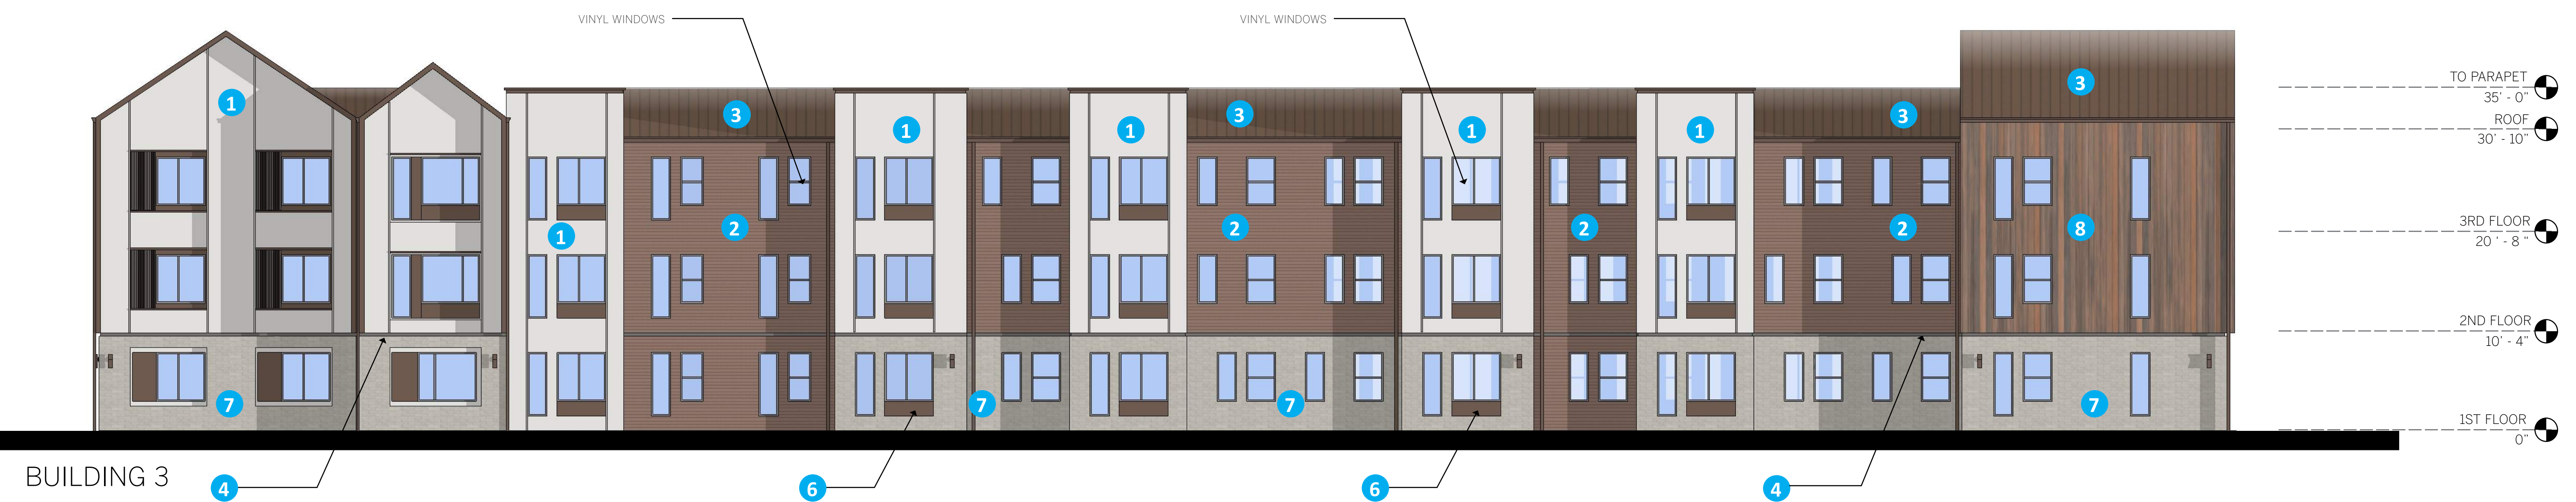 VINYL WINDOWS
VINYL WINDOWS
TO PARAPET
35' - 0"
3
1
3
3
3
3
ROOF
30' - 10"
1
1
1
1
1
2
2
2
2
8
3RD FLOOR
20 ' - 8 "
2ND FLOOR
10' - 4"
7
7
7
7
1ST FLOOR
0"
BUILDING 3
4
6
6
4